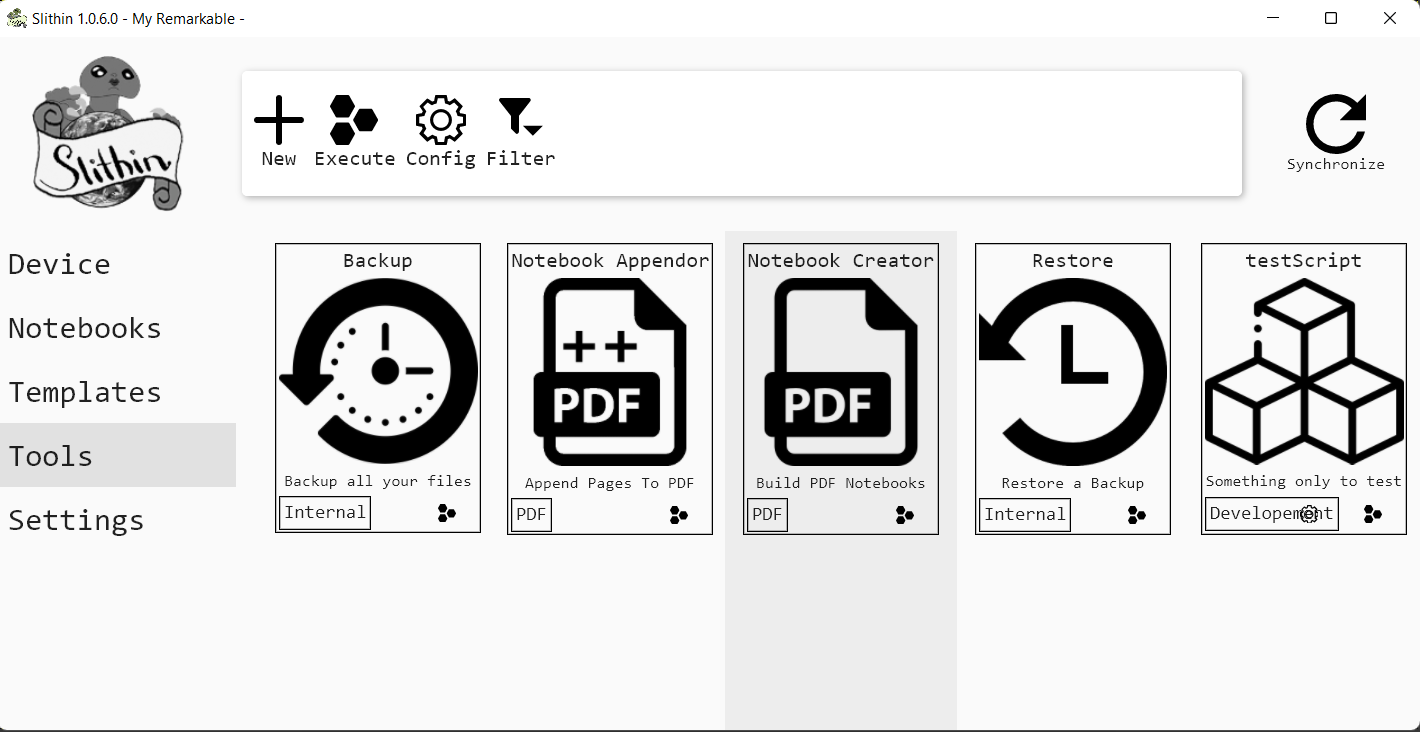 Slithin 1.0.6.0 - My Remarkable -
Slithin
New Execute Config Filter
Synchronize
Device
Notebooks
Templates
Tools
Settings
Backup
Backup all your files
Internal
Notebook Appendor
++
PDF
Append Pages To PDF
PDF
Notebook Creator
PDF
Build PDF Notebooks
PDF
Restore
Restore a Backup
Internal
testScript
Something only to test
Developement